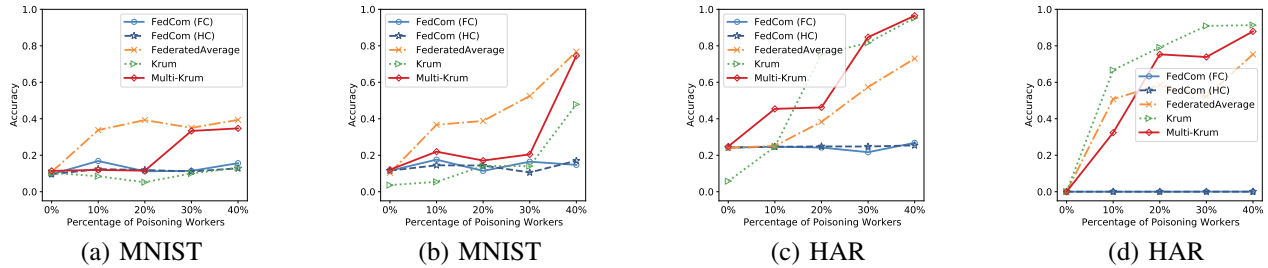 1.0
0.8
0.6
0.4
0.2
0.0
Accuracy
FedCom (FC)
FedCom (HC)
FederatedAverage
Krum
Multi-Krum
0% 10% 20% 30% 40%
Percentage of Poisoning Workers
(a) MNIST
1.0
0.8
0.6
0.4
0.2
0.0
Accuracy
FedCom (FC)
FedCom (HC)
FederatedAverage
Krum
Multi-Krum
0% 10% 20% 30% 40%
Percentage of Poisoning Workers
(b) MNIST
1.0
0.8
0.6
0.4
0.2
0.0
Accuracy
FedCom (FC)
FedCom (HC)
FederatedAverage
Krum
Multi-Krum
0% 10% 20% 30% 40%
Percentage of Poisoning Workers
(c) HAR
1.0
0.8
0.6
0.4
0.2
0.0
Accuracy
FedCom (FC)
FedCom (HC)
FederatedAverage
Krum
Multi-Krum
0% 10% 20% 30% 40%
Percentage of Poisoning Workers
(d) HAR